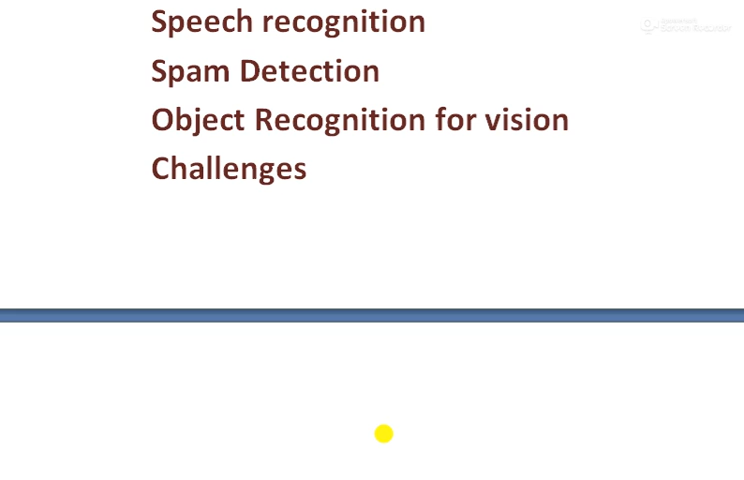 Speech recognition
Spam Detection
Object Recognition for vision
Challenges